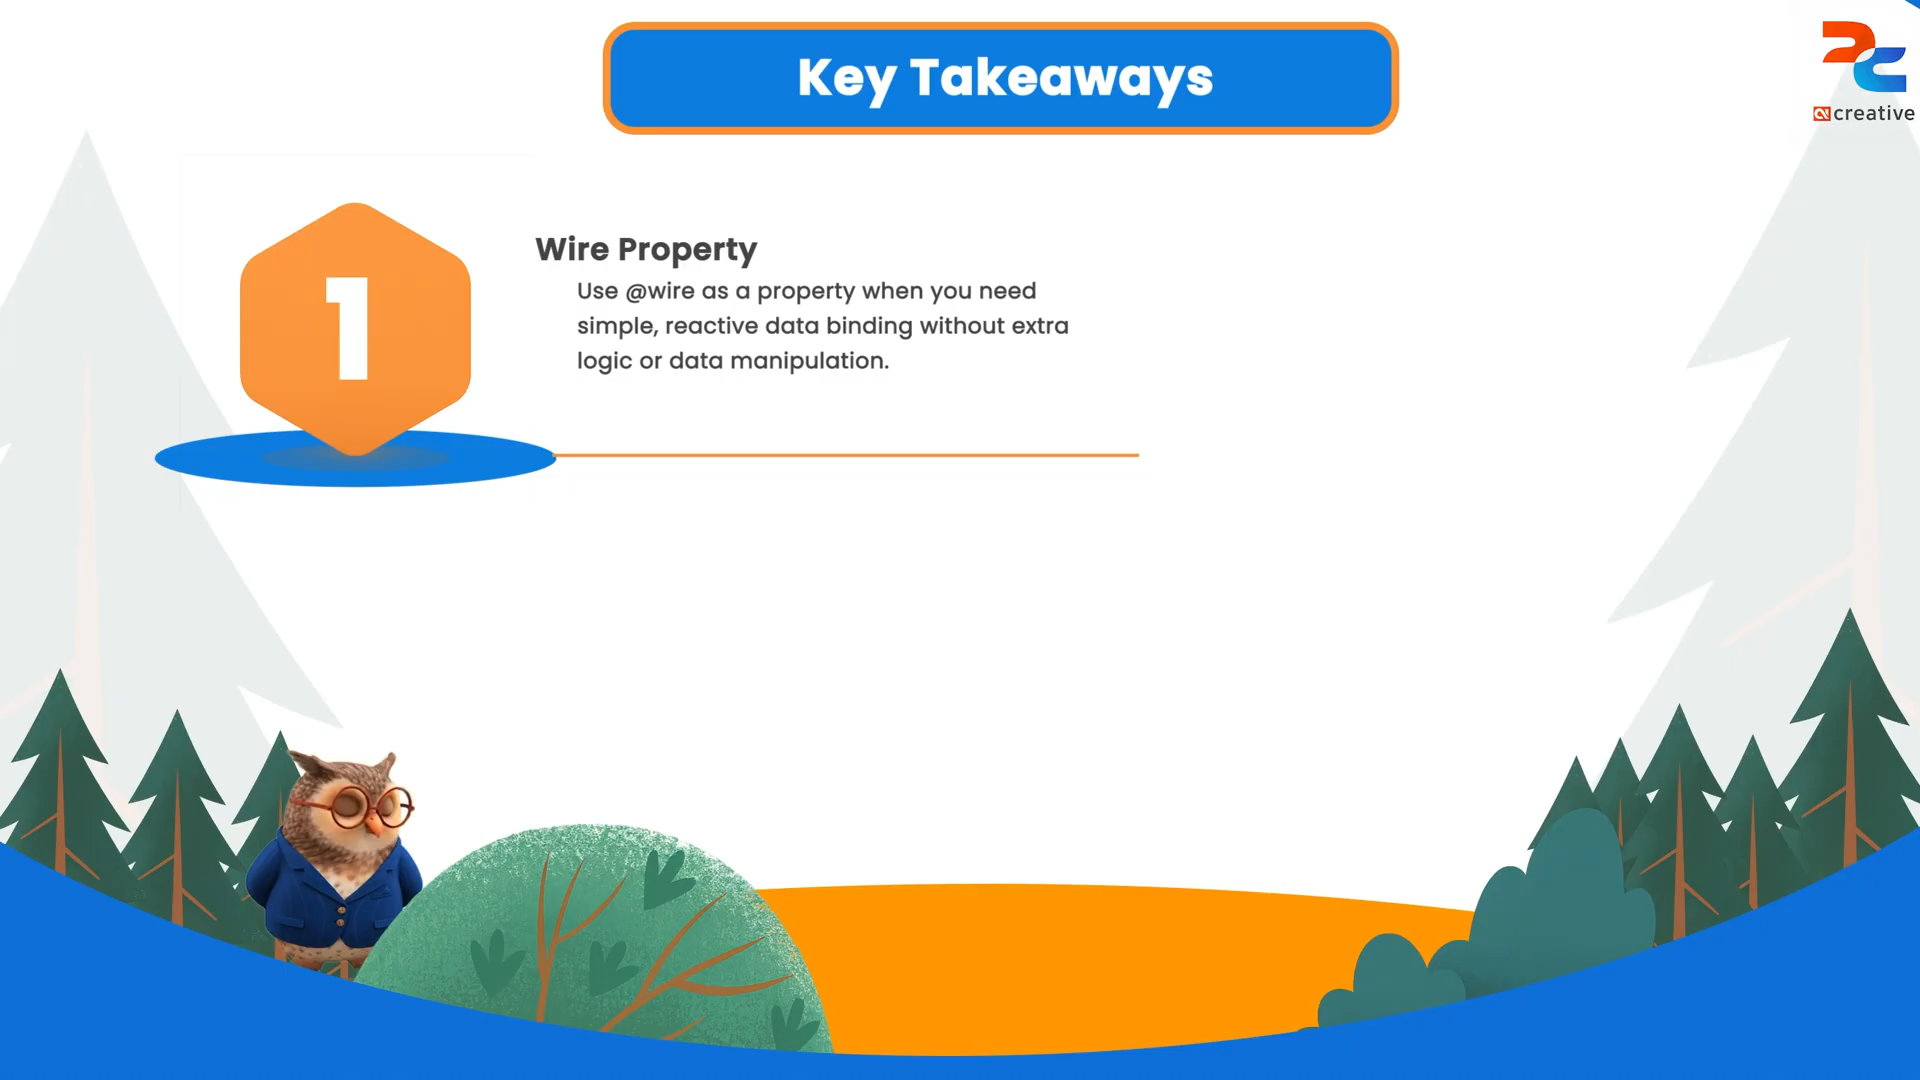 Key Takeaways
creative
1
Wire Property
Use @wire as a property when you need
simple, reactive data binding without extra
logic or data manipulation.